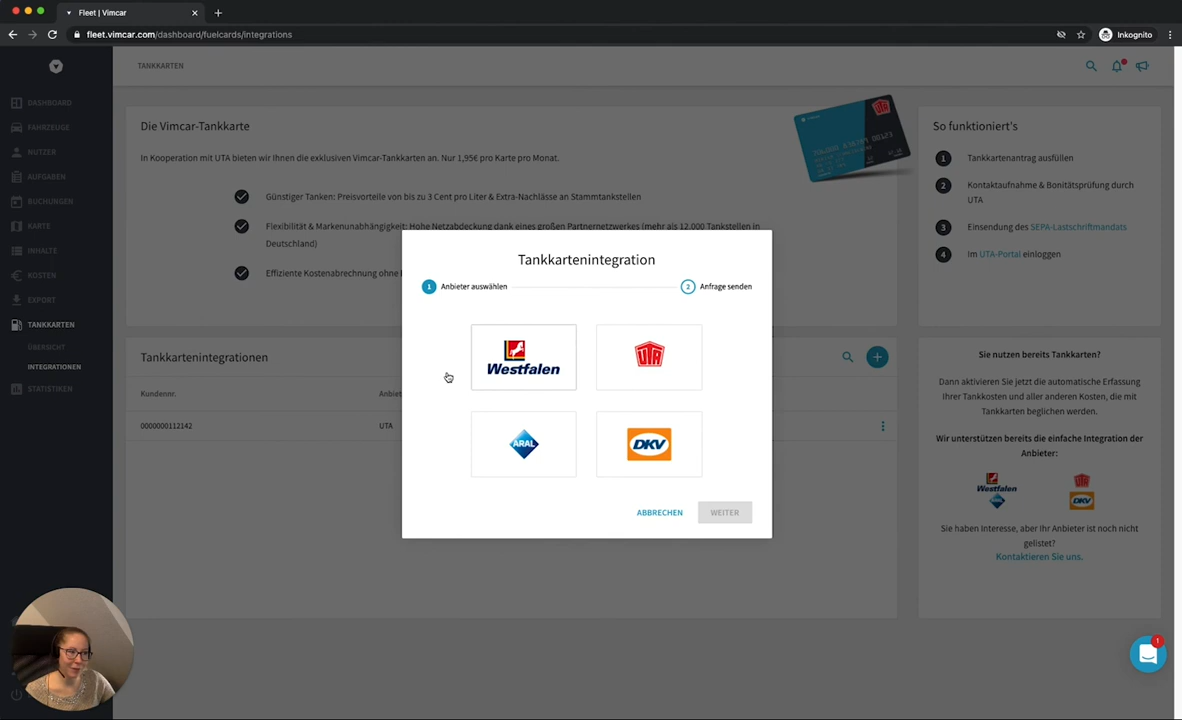 Fleet | Vimcar
fleet.vimcar.com/dashboard/fuelcards/integrations
Inkognito
TANKKARTEN
DASHBOARD
FAHRZEUGE
NUTZER
AUFGABEN
BUCHUNGEN
KARTE
INHALTE
KOSTEN
EXPORT
TANKKARTEN
ÜBERSICHT
INTEGRATIONEN
STATISTIKEN
Die Vimcar-Tankkarte
In Kooperation mit UTA bieten wir Ihnen die exklusiven Vimcar-Tankkarten an. Nur 1,95€ pro Karte pro Monat.
Günstiger Tanken: Preisvorteile von bis zu 3 Cent pro Liter & Extra-Nachlässe an Stammtankstellen
Flexibilität & Markenunabhängigkeit: Hohe Netzabdeckung dank eines großen Partnernetzwerkes (mehr als 12.000 Tankstellen in
Deutschland)
Effiziente Kostenabrechnung ohne
So funktioniert's
1 Tankkartenantrag ausfüllen
2 Kontaktaufnahme & Bonitätsprüfung durch
UTA
3 Einsendung des SEPA-Lastschriftmandats
4 Im UTA-Portal einloggen
Tankkartenintegration
1 Anbieter auswählen
2 Anfrage senden
Westfalen
UTA
ARAL
DKV
ABBRECHEN
WEITER
Tankkartenintegrationen
Kundennr.
Anbiet
0000000112142
UTA
Sie nutzen bereits Tankkarten?
Dann aktivieren Sie jetzt die automatische Erfassung
Ihrer Tankkosten und aller anderen Kosten, die mit
Tankkarten beglichen werden.
Wir unterstützen bereits die einfache Integration der
Anbieter:
Westfalen
UTA
DKV
Sie haben Interesse, aber Ihr Anbieter ist noch nicht
gelistet?
Kontaktieren Sie uns.
1